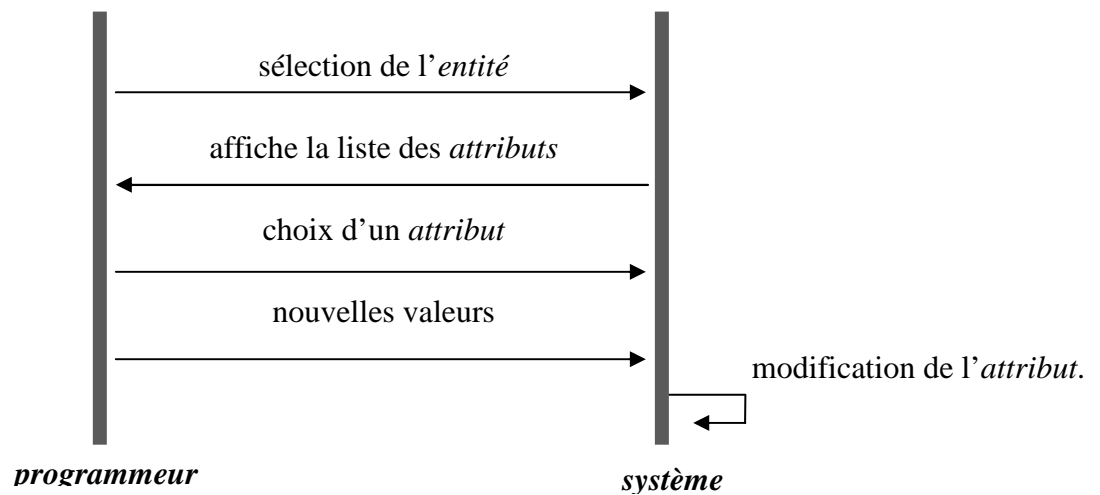 sélection de l’entité
affiche la liste des attributs
choix d’un attribut
nouvelles valeurs
modification de l’attribut.
programmeur
système